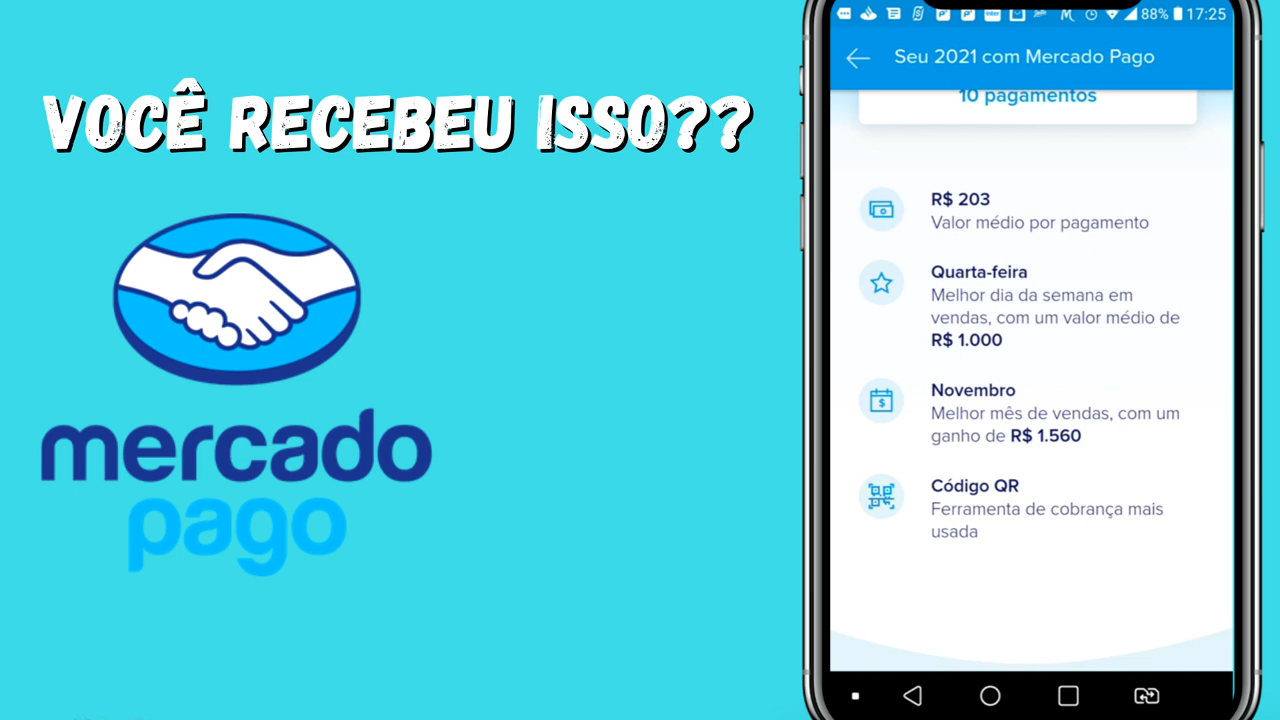 VOCÊ RECEBEU ISSO??
mercado
pago
88% 17:25
Seu 2021 com Mercado Pago
10 pagamentos
R$ 203
Valor médio por pagamento
Quarta-feira
Melhor dia da semana em
vendas, com um valor médio de
R$ 1.000
Novembro
Melhor mês de vendas, com um
ganho de R$ 1.560
Código QR
Ferramenta de cobrança mais
usada